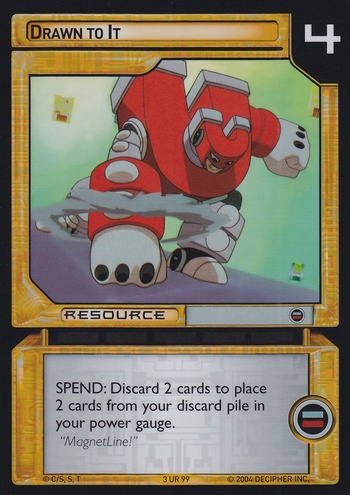 DRAWN TO IT
4
RESOURCE
SPEND: Discard 2 cards to place
2 cards from your discard pile in
your power gauge.
"MagnetLine!"
© C/S, S, T 3 UR 99 © 2004 DECIPHER INC.